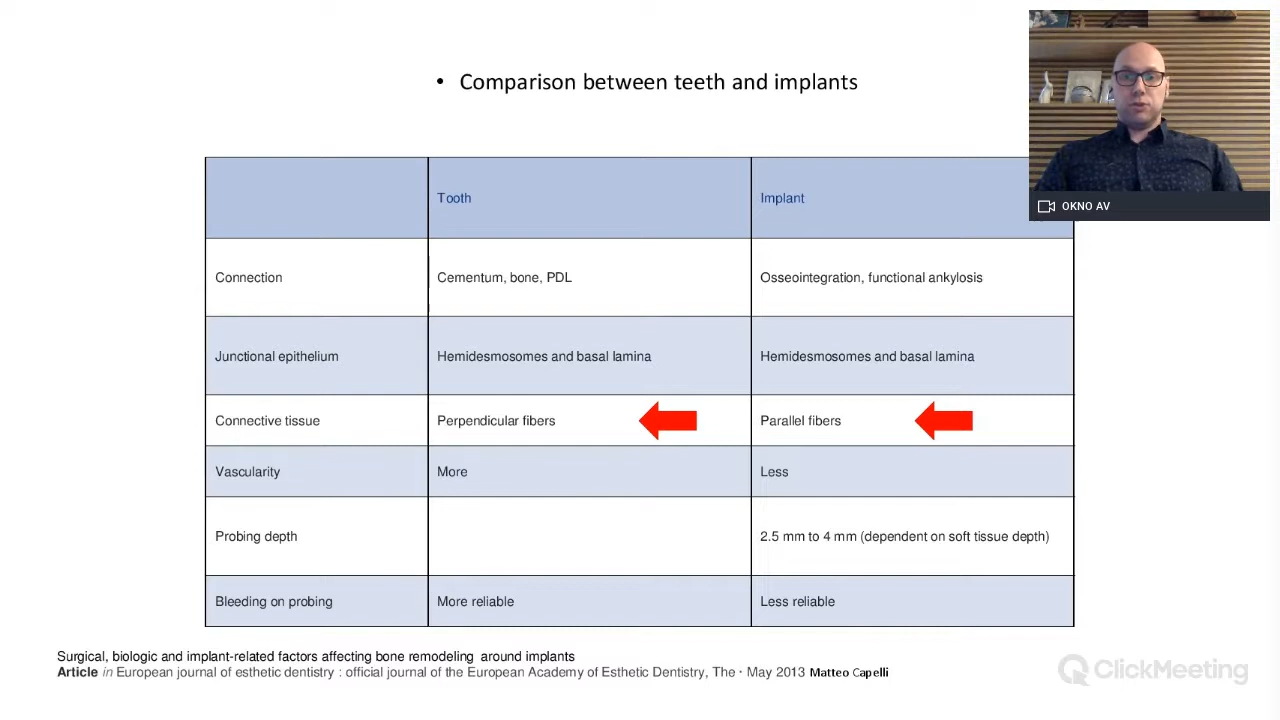 • Comparison between teeth and implants
Tooth Implant
Connection Cementum, bone, PDL Osseointegration, functional ankylosis
Junctional epithelium Hemidesmosomes and basal lamina Hemidesmosomes and basal lamina
Connective tissue Perpendicular fibers Parallel fibers
Vascularity More Less
Probing depth 2.5 mm to 4 mm (dependent on soft tissue depth)
Bleeding on probing More reliable Less reliable
OKNO AV
Surgical, biologic and implant-related factors affecting bone remodeling around implants
Article in European journal of esthetic dentistry : official journal of the European Academy of Esthetic Dentistry, The · May 2013 Matteo Capelli
ClickMeeting